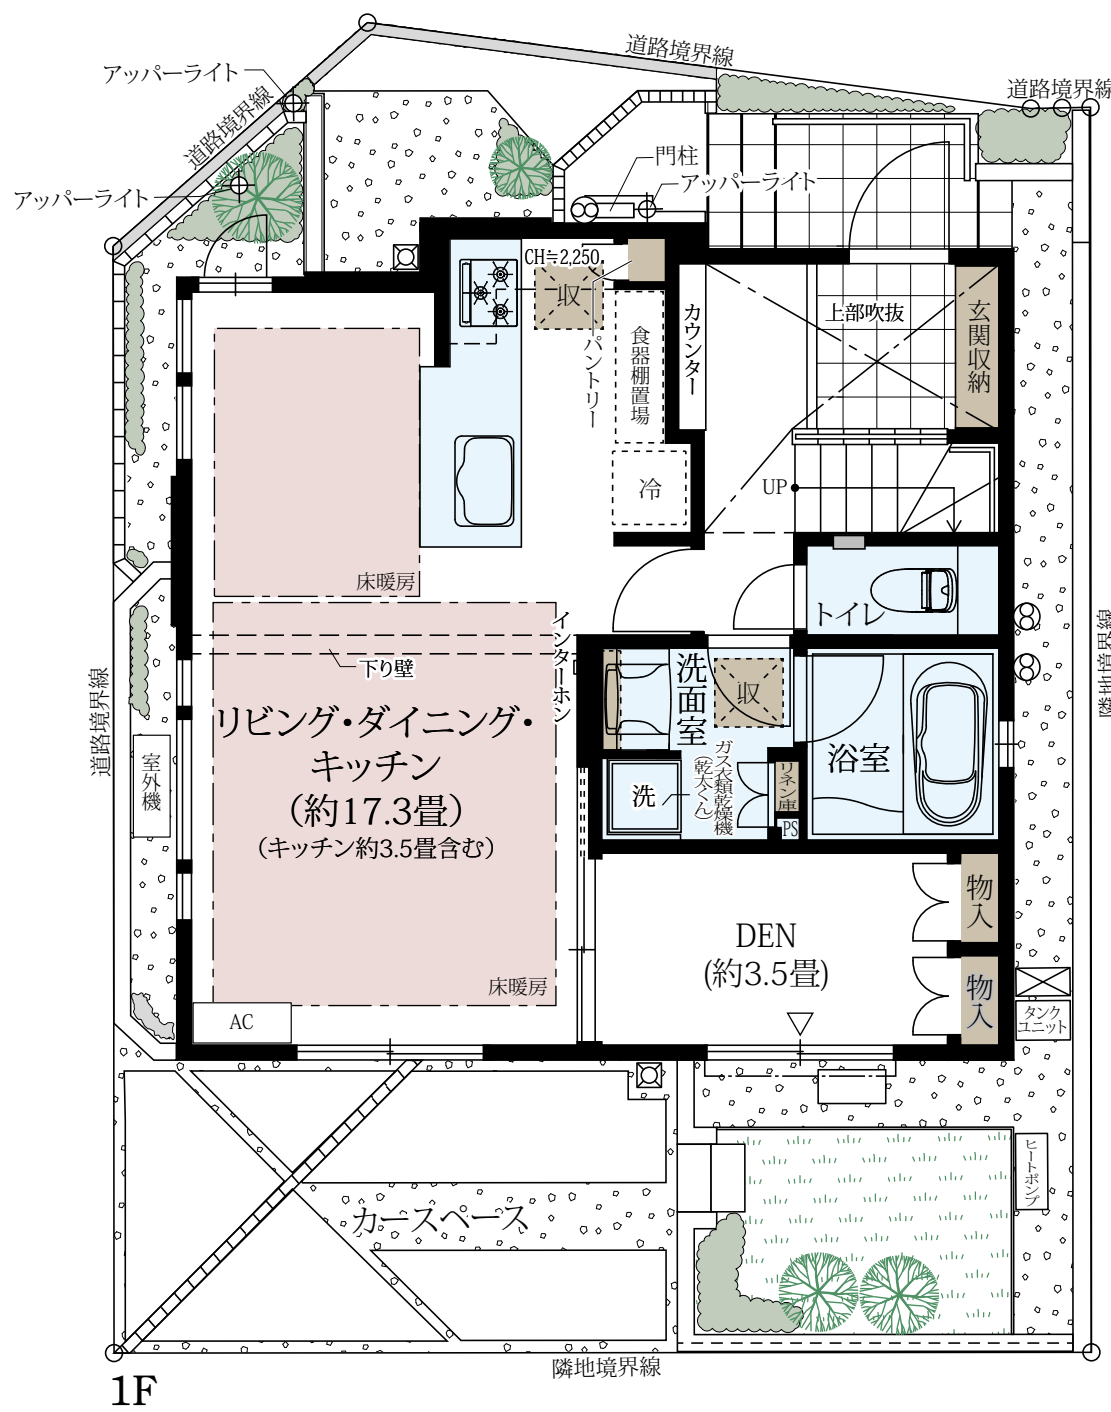 道路境界線
アッパーライト
道路境界線
道路境界線
門柱
アッパーライト
アッパーライト
CH≒2,250
収
パントリー
食器棚置場
カウンター
上部吹抜
玄関収納
冷
UP
床暖房
トイレ
インターホン
下り壁
洗面室
収
道路境界線
隣地境界線
リビング・ダイニング・
キッチン
（約17.3畳）
（キッチン約3.5畳含む）
室外機
洗
ガス衣類乾燥機
（乾太くん）
リネン庫
PS
浴室
物入
DEN
(約3.5畳)
物入
床暖房
AC
タンク
ユニット
ヒートポンプ
カースペース
隣地境界線
1F